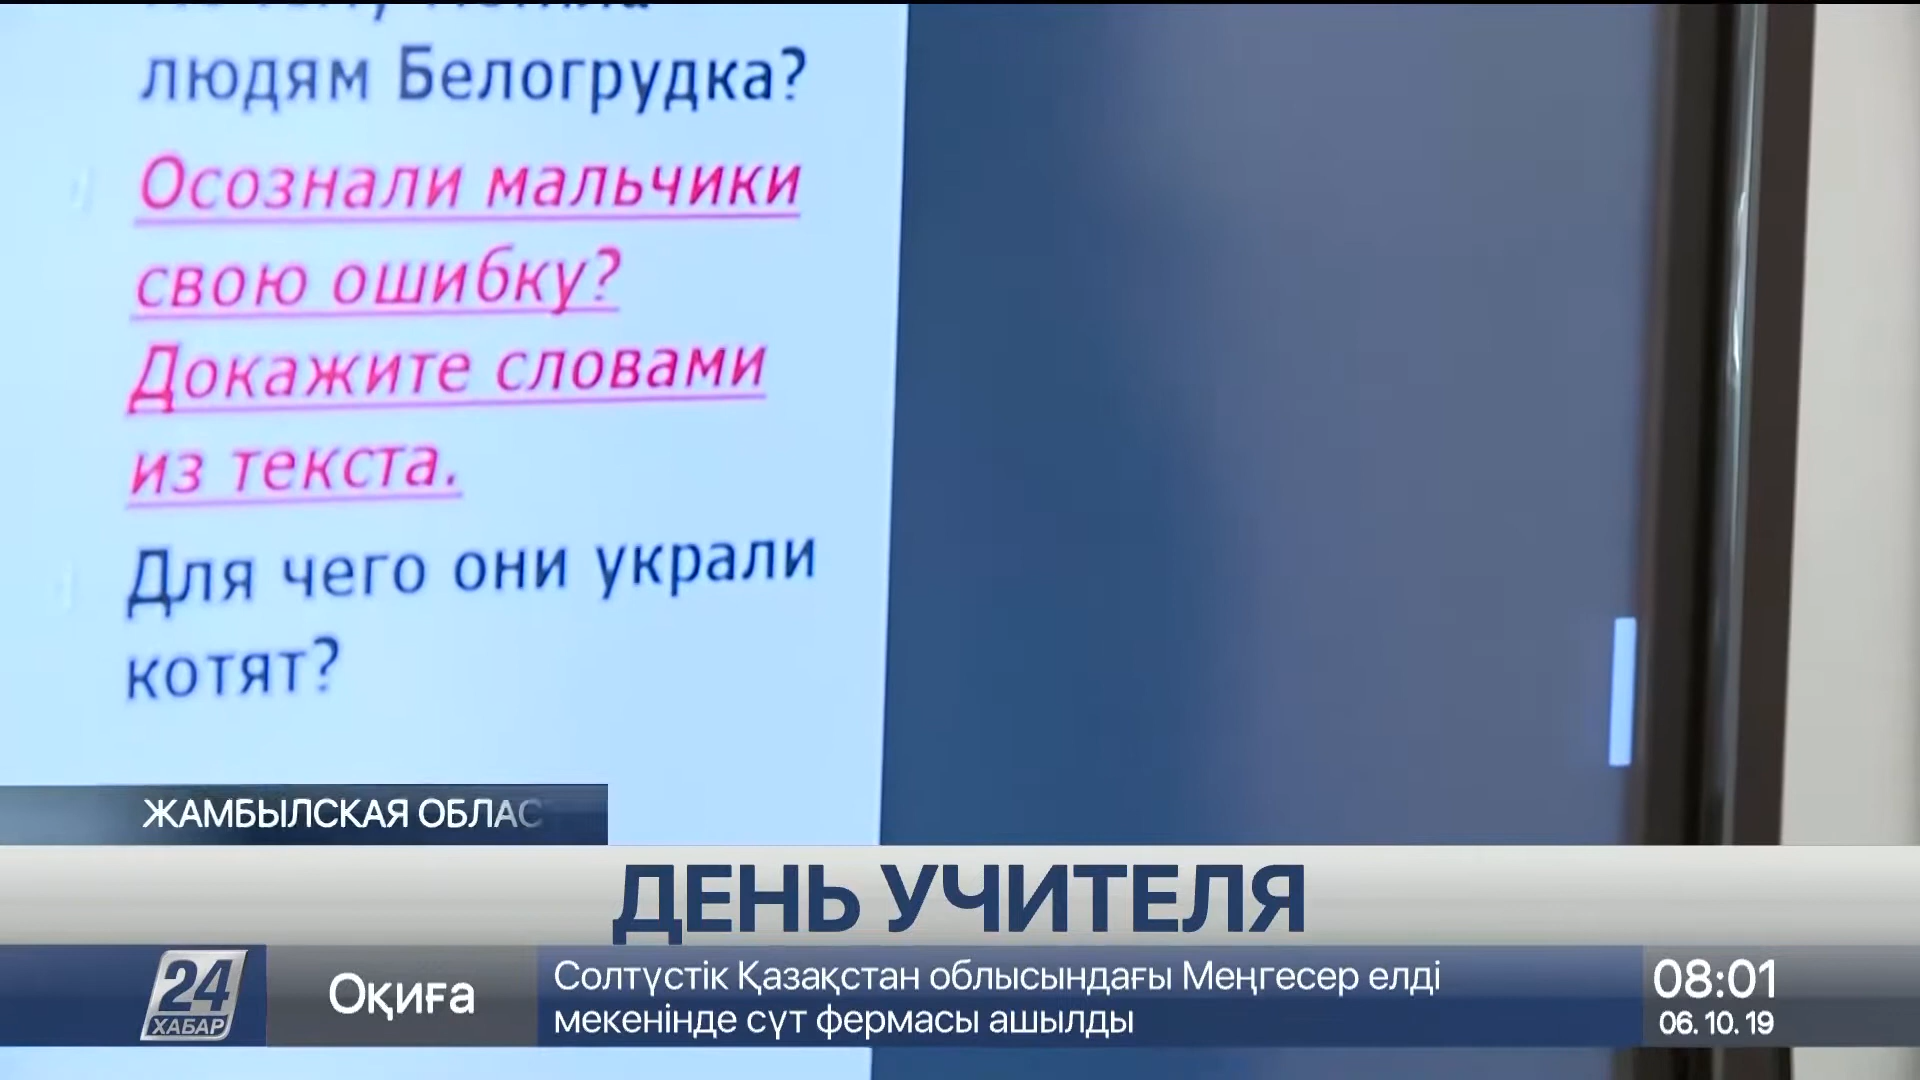 людям Белогрудка?
Осознали мальчики
свою ошибку?
Докажите словами
из текста.
Для чего они украли
котят?
ЖАМБЫЛСКАЯ ОБЛАС
ДЕНЬ УЧИТЕЛЯ
24
ХАБАР
Оқиға
Солтүстік Қазақстан облысындағы Меңгесер елді
мекенінде сүт фермасы ашылды
08:01
06. 10. 19